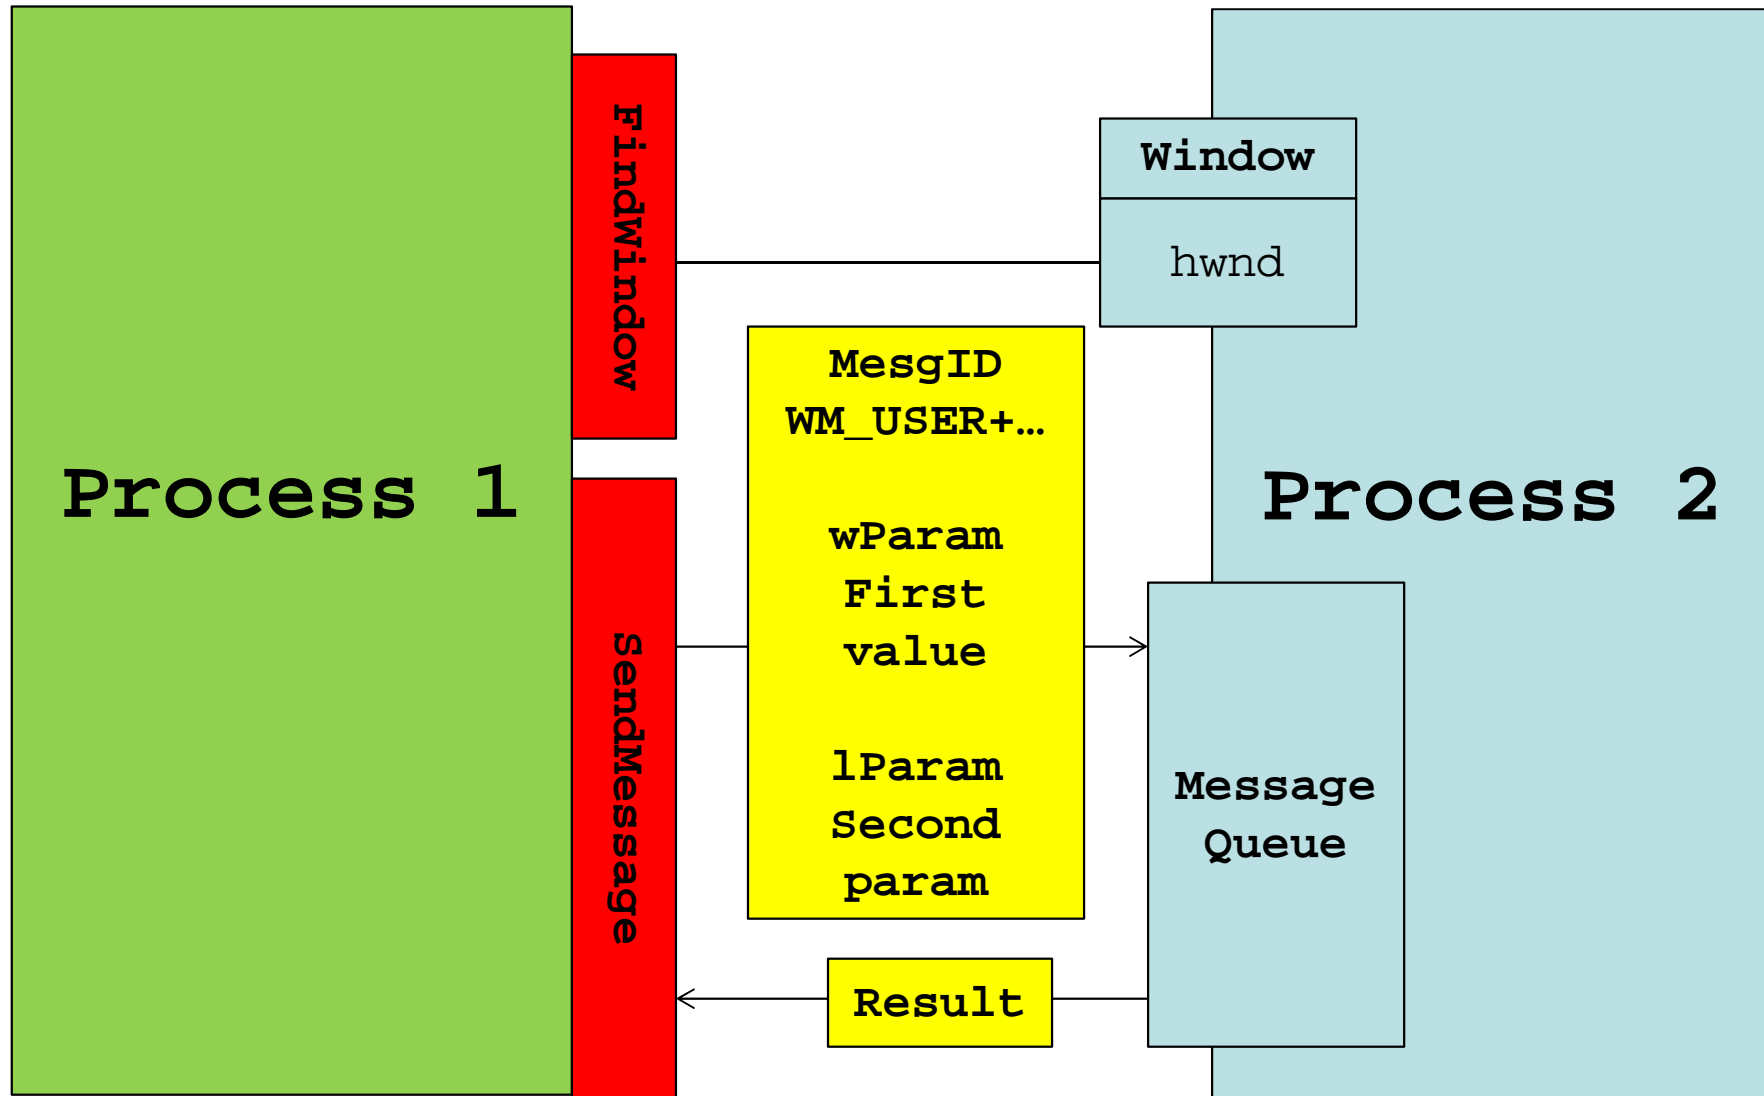 Process 1
FindWindow
SendMessage
MesgID
WM_USER+…
wParam
First
value
lParam
Second
param
Result
Window
hwnd
Message
Queue
Process 2